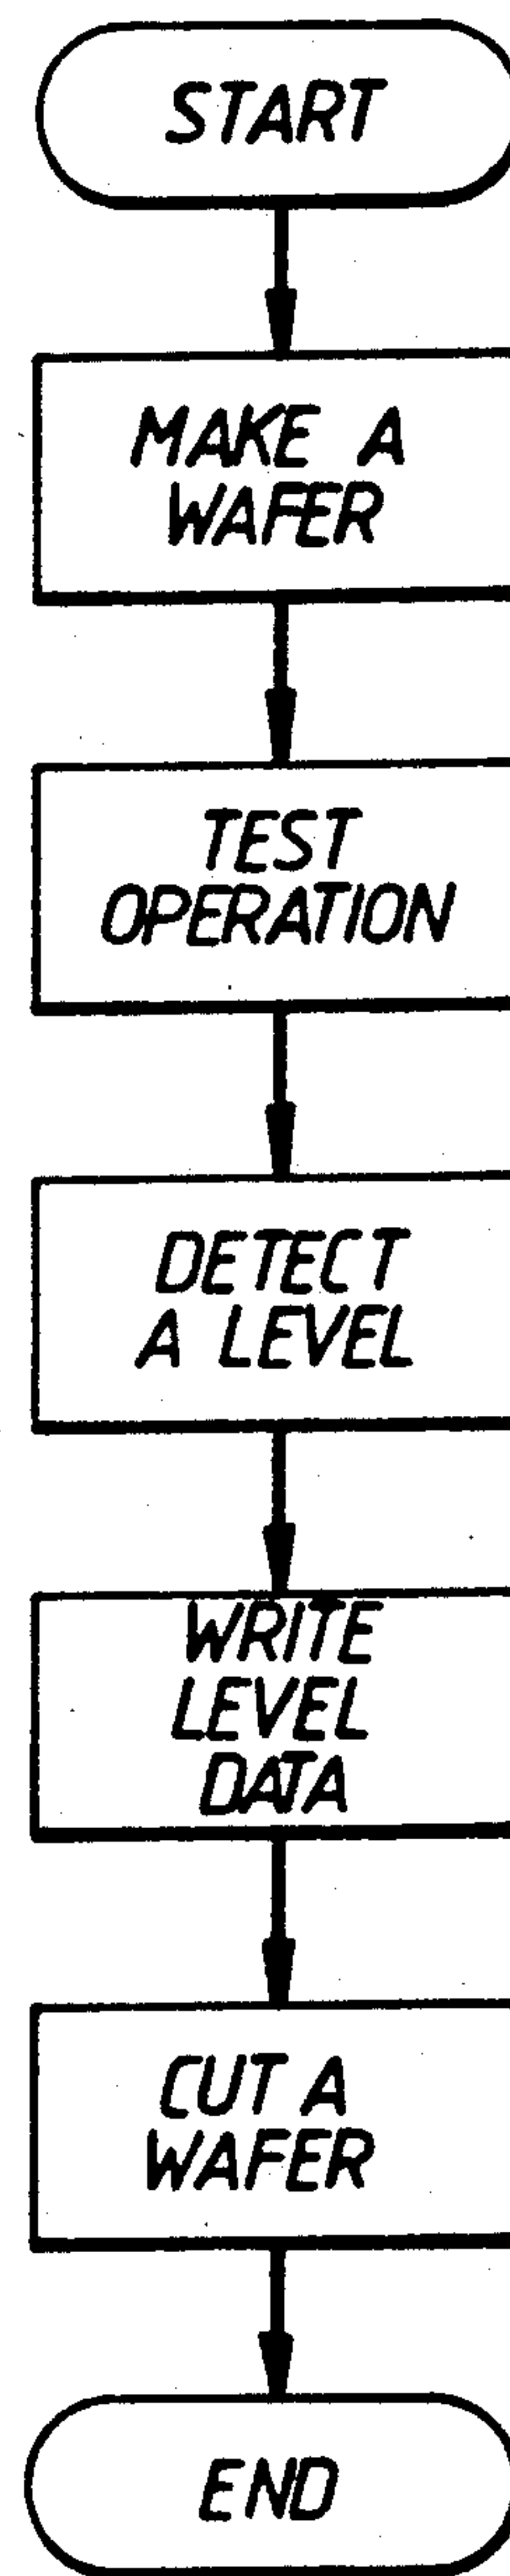 START
MAKE A
WAFER
TEST
OPERATION
DETECT
A LEVEL
WRITE
LEVEL
DATA
CUT A
WAFER
END